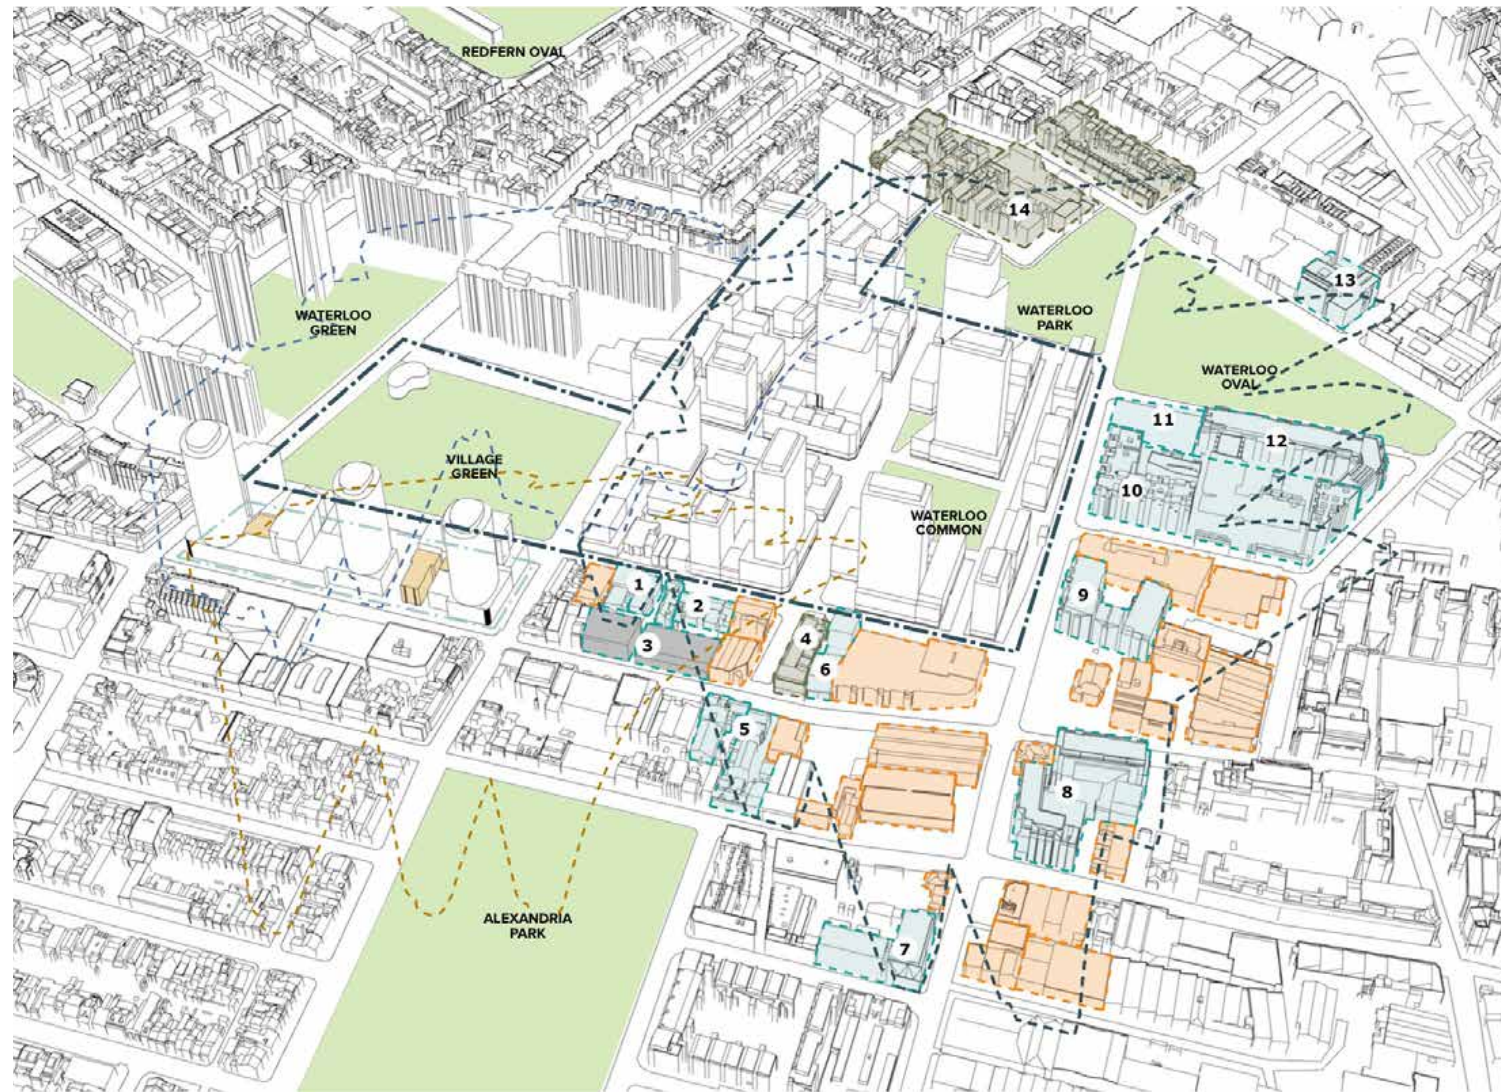 REDFERN OVAL
14
13
WATERLOO
GREEN
WATERLOO
PARK
WATERLOO
OVAL
11
12
VILLAGE
GREEN
10
WATERLOO
COMMON
1
2
9
3
4
6
5
8
ALEXANDRIA
PARK
7